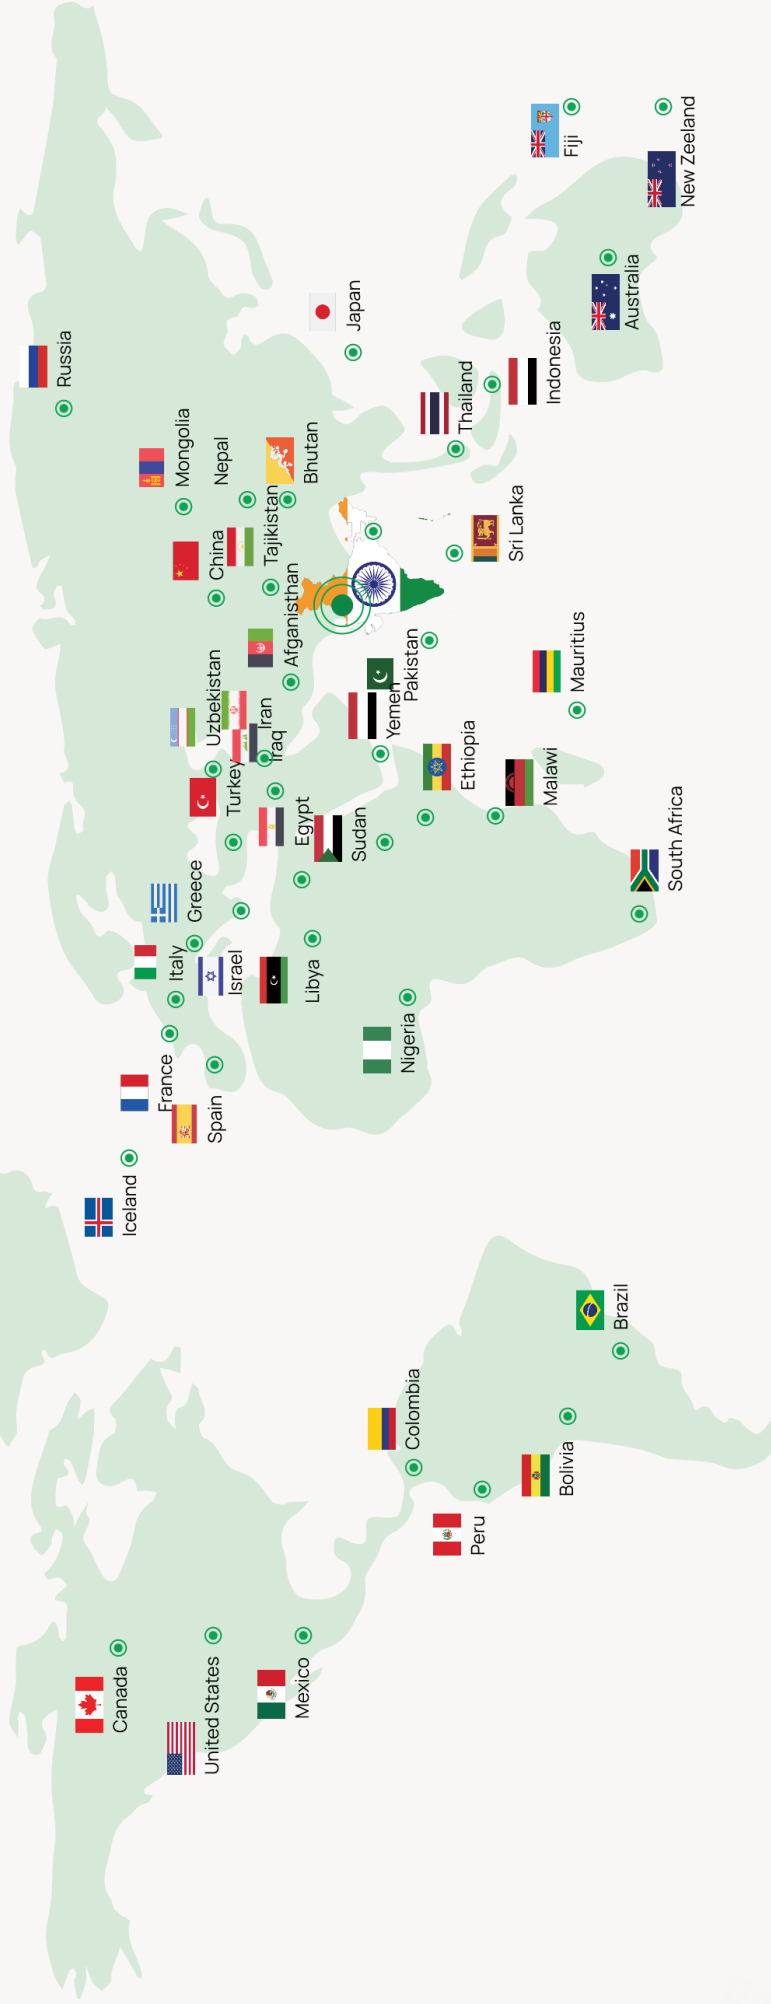 Canada
United States
Mexico
Peru
Bolivia
Colombia
Brazil
Iceland
France
Spain
Italy
Greece
Israel
Libya
Nigeria
Egypt
Sudan
Turkey
Uzbekistan
Iran
Iraq
Yemen
Ethiopia
Malawi
South Africa
Mauritius
Afganisthan
Pakistan
Tajikistan
China
Mongolia
Nepal
Bhutan
Russia
Sri Lanka
Thailand
Indonesia
Japan
Australia
Fiji
New Zeeland